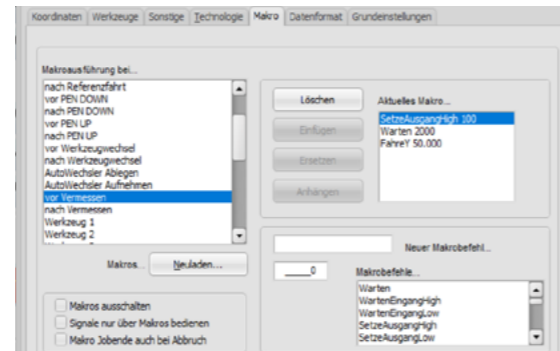 Koordinaten Werkzeuge Sonstige Technologie Makro Datenformat Grundeinstellungen
Makroausführung bei...
nach Referenzfahrt
vor PEN DOWN
nach PEN DOWN
vor PEN UP
nach PEN UP
vor Werkzeugwechsel
nach Werkzeugwechsel
AutoWechsler Ablegen
AutoWechsler Aufnehmen
vor Vermessen
nach Vermessen
Werkzeug 1
Werkzeug 2
Makros... Neuladen...
Makros ausschalten
Signale nur über Makros bedienen
Makro Jobende auch bei Abbruch
Löschen
Einfügen
Ersetzen
Anhängen
Aktuelles Makro...
SetzeAusgangHigh 100
Warten 2000
FahreY 50.000
Neuer Makrobefehl...
_____0
Makrobefehle...
Warten
WartenEingangHigh
WartenEingangLow
SetzeAusgangHigh
SetzeAusgangLow